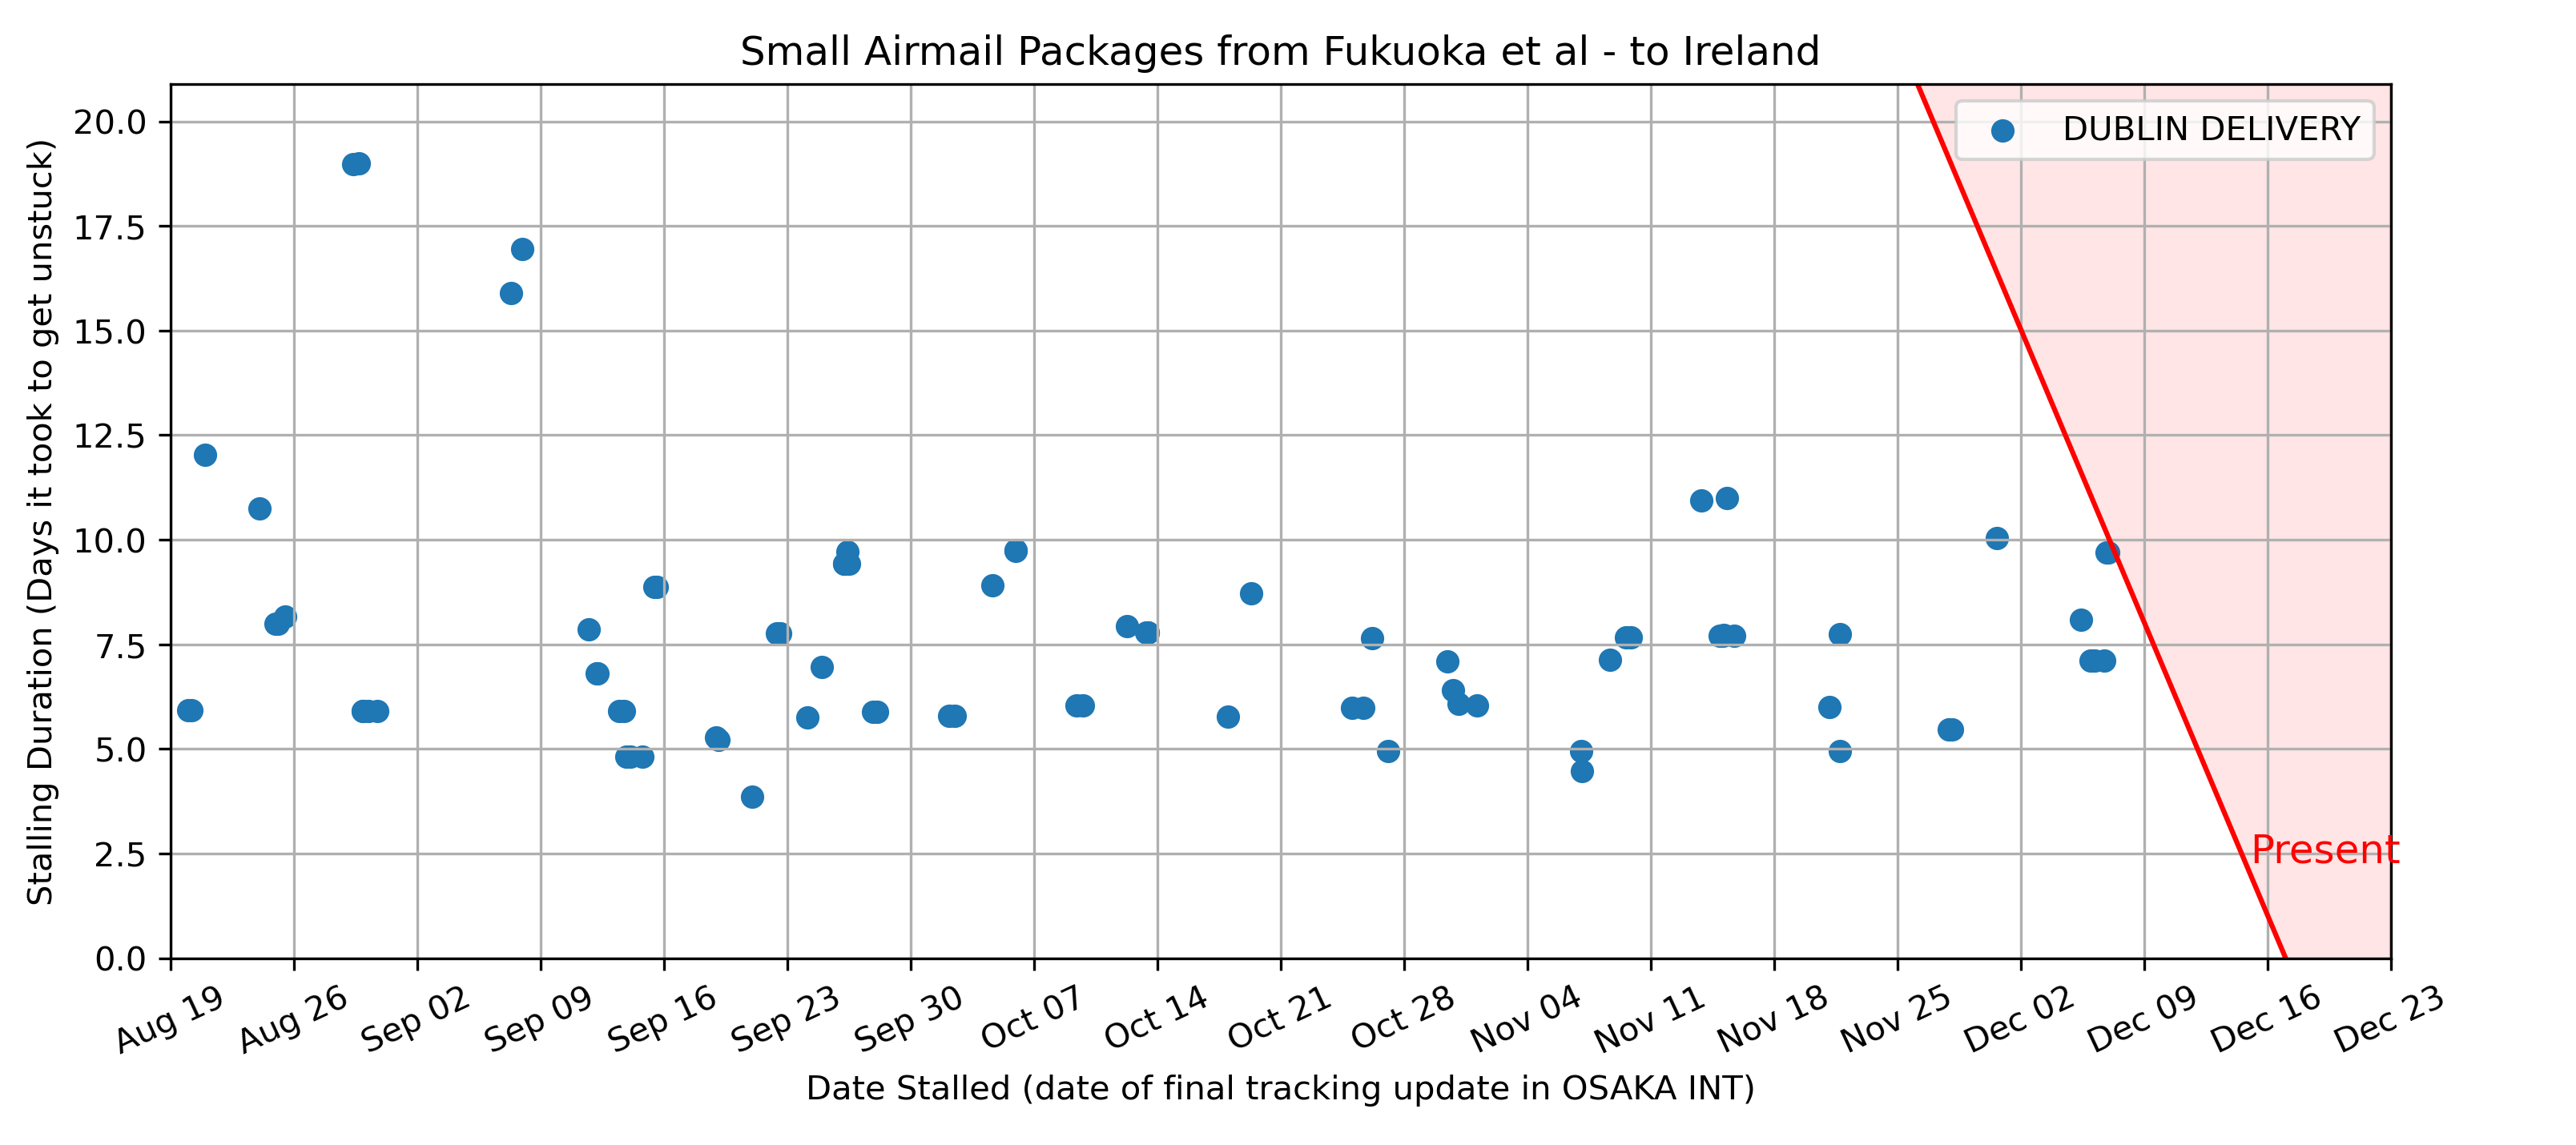 Small Airmail Packages from Fukuoka et al - to Ireland
DUBLIN DELIVERY
Stalling Duration (Days it took to get unstuck)
20.0
17.5
15.0
12.5
10.0
7.5
5.0
2.5
0.0
Present
Aug 19
Aug 26
Sep 02
Sep 09
Sep 16
Sep 23
Sep 30
Oct 07
Oct 14
Oct 21
Oct 28
Nov 04
Nov 11
Nov 18
Nov 25
Dec 02
Dec 09
Dec 16
Dec 23
Date Stalled (date of final tracking update in OSAKA INT)